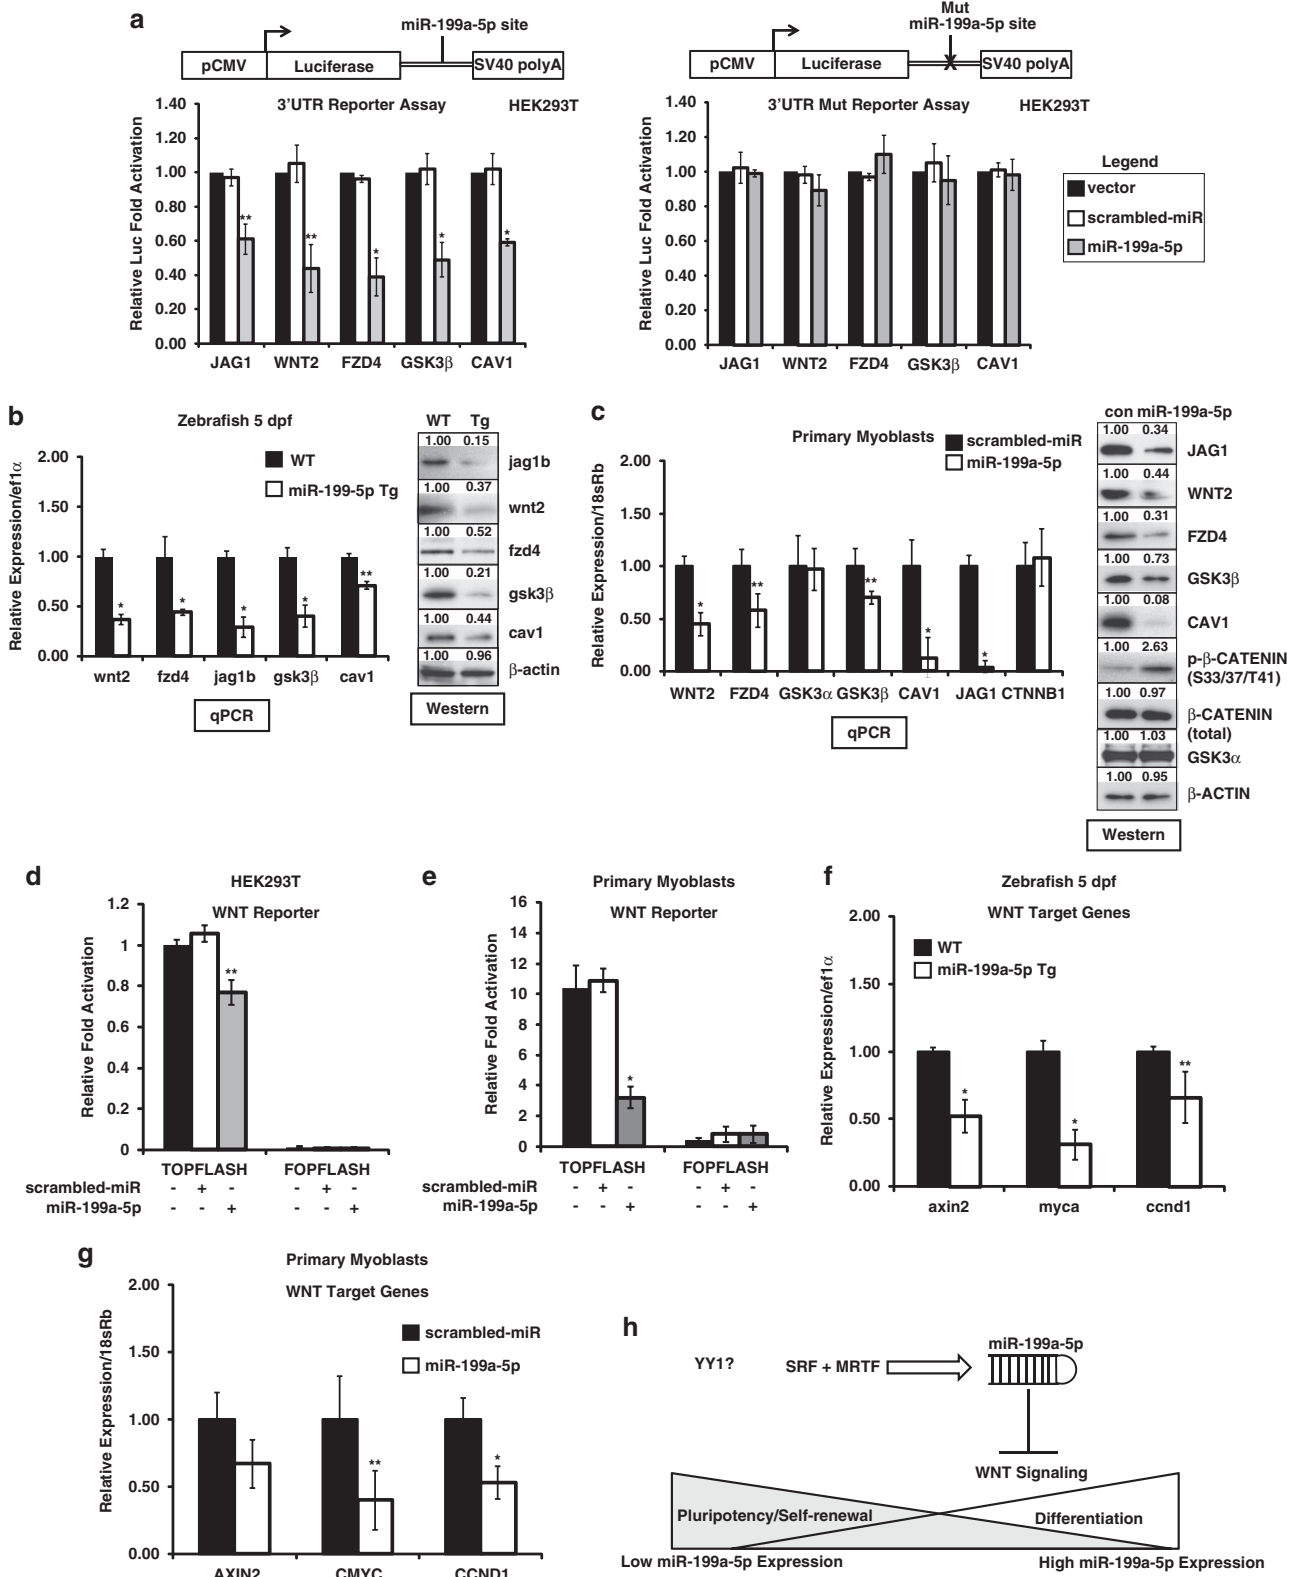 a
miR-199a-5p site
pCMV
Luciferase
SV40 polyA
3'UTR Reporter Assay
HEK293T
Relative Luc Fold Activation
1.40
1.20
1.00
0.80
0.60
0.40
0.20
0.00
** ** * * *
JAG1 WNT2 FZD4 GSK3β CAV1
Mut
miR-199a-5p site
pCMV
Luciferase
X
SV40 polyA
3'UTR Mut Reporter Assay
HEK293T
Relative Luc Fold Activation
1.40
1.20
1.00
0.80
0.60
0.40
0.20
0.00
JAG1 WNT2 FZD4 GSK3β CAV1
Legend
vector
scrambled-miR
miR-199a-5p
b
Zebrafish 5 dpf
WT
miR-199-5p Tg
Relative Expression/ef1α
2.00
1.50
1.00
0.50
0.00
* * * * **
wnt2 fzd4 jag1b gsk3β cav1
qPCR
WT Tg
1.00 0.15
jag1b
1.00 0.37
wnt2
1.00 0.52
fzd4
1.00 0.21
gsk3β
1.00 0.44
cav1
1.00 0.96
β-actin
Western
c
Primary Myoblasts
scrambled-miR
miR-199a-5p
Relative Expression/18sRb
2.00
1.50
1.00
0.50
0.00
* ** ** * *
WNT2 FZD4 GSK3α GSK3β CAV1 JAG1 CTNNB1
qPCR
con miR-199a-5p
1.00 0.34
JAG1
1.00 0.44
WNT2
1.00 0.31
FZD4
1.00 0.73
GSK3β
1.00 0.08
CAV1
1.00 2.63
p-β-CATENIN
(S33/37/T41)
1.00 0.97
β-CATENIN
(total)
1.00 1.03
GSK3α
1.00 0.95
β-ACTIN
Western
d
HEK293T
WNT Reporter
Relative Fold Activation
1.2
1
0.8
0.6
0.4
0.2
0
**
TOPFLASH FOPFLASH
scrambled-miR - + - - + -
miR-199a-5p - - + - - +
e
Primary Myoblasts
WNT Reporter
Relative Fold Activation
16
14
12
10
8
6
4
2
0
*
TOPFLASH FOPFLASH
scrambled-miR - + - - + -
miR-199a-5p - - + - - +
f
Zebrafish 5 dpf
WNT Target Genes
WT
miR-199a-5p Tg
Relative Expression/ef1α
2.00
1.50
1.00
0.50
0.00
* * **
axin2 myca ccnd1
g
Primary Myoblasts
WNT Target Genes
scrambled-miR
miR-199a-5p
Relative Expression/18sRb
2.00
1.50
1.00
0.50
0.00
** *
AXIN2 CMYC CCND1
h
miR-199a-5p
YY1? SRF + MRTF
WNT Signaling
Pluripotency/Self-renewal
Differentiation
Low miR-199a-5p Expression
High miR-199a-5p Expression